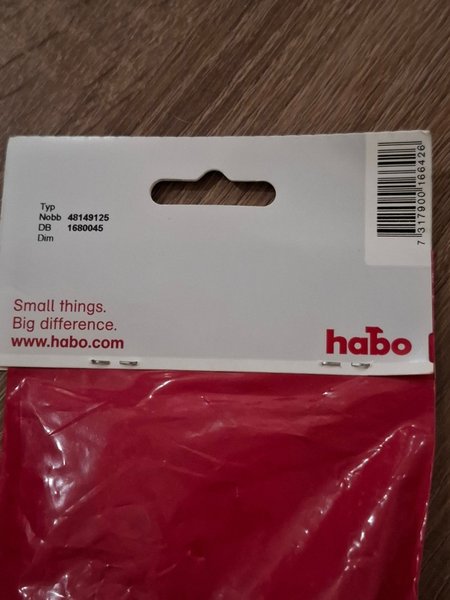 Typ
Nobb 48149125
DB 1680045
Dim
7 317900 166426
Small things.
Big difference.
www.habo.com
habo